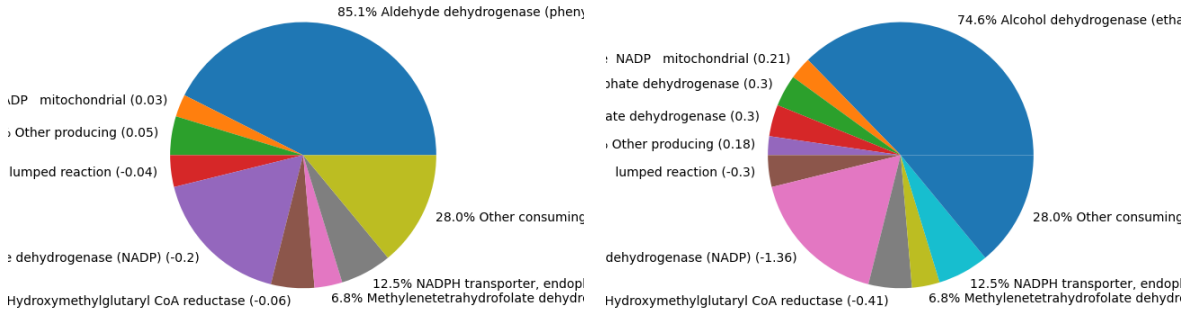 85.1% Aldehyde dehydrogenase (pheny
mitochondrial (0.03)
Other producing (0.05)
lumped reaction (-0.04)
dehydrogenase (NADP) (-0.2)
Hydroxymethylglutaryl CoA reductase (-0.06)
6.8% Methylenetetrahydrofolate dehydro
12.5% NADPH transporter, endopl
28.0% Other consuming
74.6% Alcohol dehydrogenase (etha
NADP mitochondrial (0.21)
dehydrogenase (0.3)
dehydrogenase (0.3)
Other producing (0.18)
lumped reaction (-0.3)
dehydrogenase (NADP) (-1.36)
Hydroxymethylglutaryl CoA reductase (-0.41)
6.8% Methylenetetrahydrofolate dehydr
12.5% NADPH transporter, endopl
28.0% Other consuming